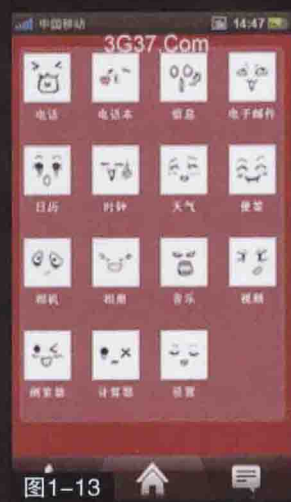 中国移动 14:47
3G37.Com
电话 电话本 信息 电子邮件
日历 时钟 天气 便签
相机 相册 音乐 视频
浏览器 计算器 设置
图1-13